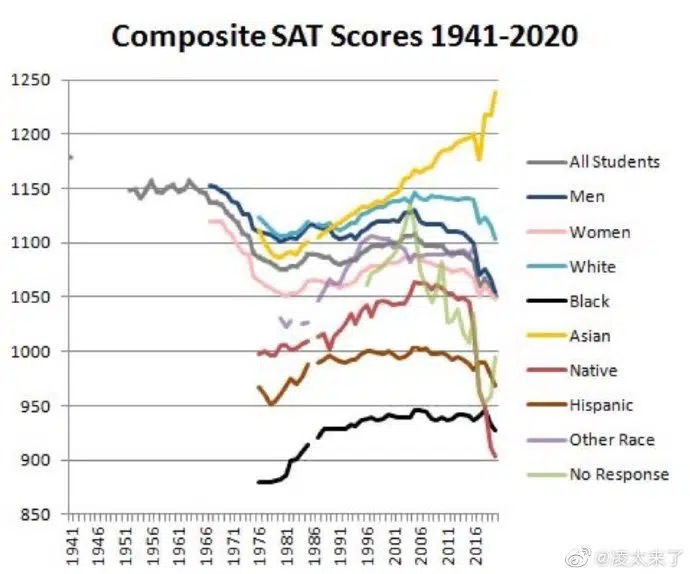 Composite SAT Scores 1941-2020
1250
1200
1150
1100
1050
1000
950
900
850
1941
1946
1951
1956
1961
1966
1971
1976
1981
1986
1991
1996
2001
2006
2011
2016
All Students
Men
Women
White
Black
Asian
Native
Hispanic
Other Race
No Response
@凌太来了